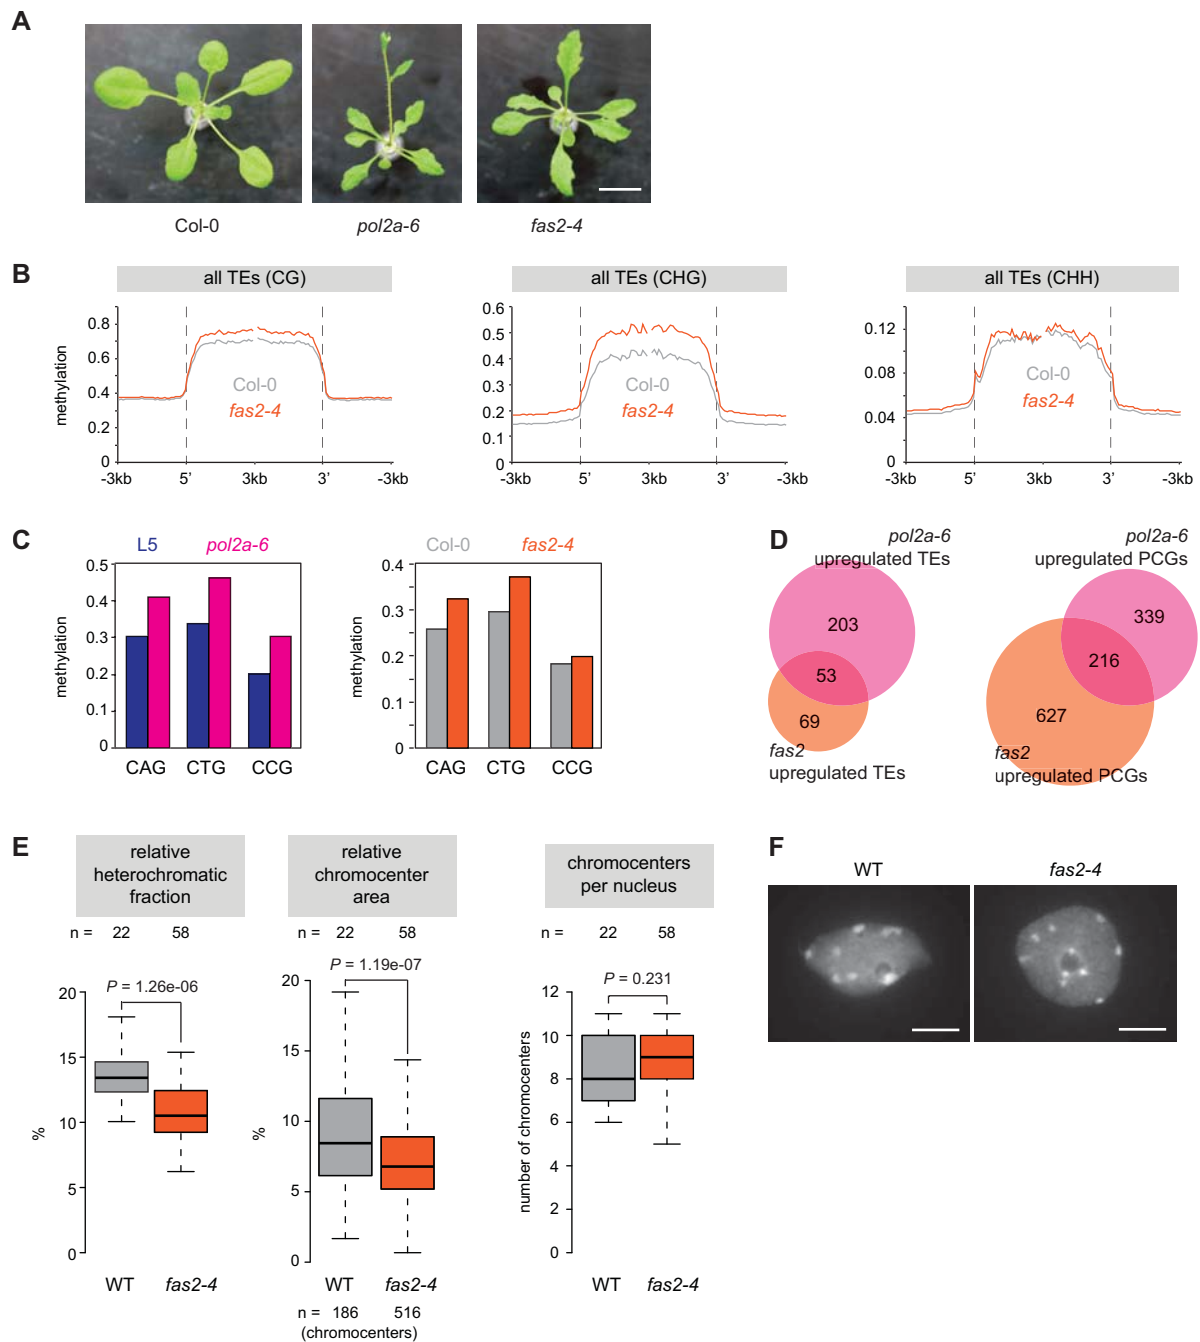 A
Col-0
pol2a-6
fas2-4
B
all TEs (CG)
all TEs (CHG)
all TEs (CHH)
methylation
0.8
0.6
0.4
0.2
0
Col-0
fas2-4
-3kb
5’
3kb
3’
-3kb
0.6
0.5
0.4
0.3
0.2
0.1
0
Col-0
fas2-4
-3kb
5’
3kb
3’
-3kb
0.12
0.08
0.04
0
Col-0
fas2-4
-3kb
5’
3kb
3’
-3kb
C
L5
pol2a-6
methylation
0.5
0.4
0.3
0.2
0.1
0
CAG
CTG
CCG
Col-0
fas2-4
methylation
0.4
0.3
0.2
0.1
0
CAG
CTG
CCG
D
pol2a-6
upregulated TEs
203
53
69
fas2
upregulated TEs
pol2a-6
upregulated PCGs
339
216
627
fas2
upregulated PCGs
E
relative
heterochromatic
fraction
n = 22 58
P = 1.26e-06
20
15
10
5
0
%
WT
fas2-4
relative
chromocenter
area
22 58
P = 1.19e-07
20
15
10
5
0
%
WT
fas2-4
n = 186 516
(chromocenters)
chromocenters
per nucleus
n = 22 58
P = 0.231
12
10
8
6
4
2
0
number of chromocenters
WT
fas2-4
F
WT
fas2-4